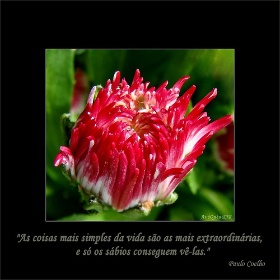 "As coisas mais simples da vida são as mais extraordinárias,
e só os sábios conseguem vê-las."
Paulo Coelho